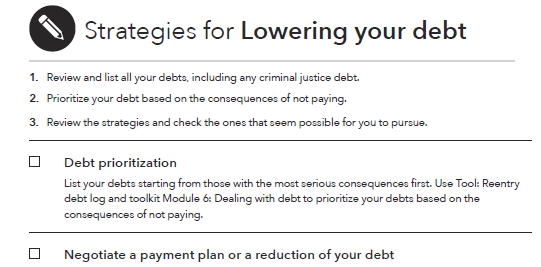 Strategies for Lowering your debt
1. Review and list all your debts, including any criminal justice debt.
2. Prioritize your debt based on the consequences of not paying.
3. Review the strategies and check the ones that seem possible for you to pursue.
Debt prioritization
List your debts starting from those with the most serious consequences first. Use Tool: Reentry
debt log and toolkit Module 6: Dealing with debt to prioritize your debts based on the
consequences of not paying.
Negotiate a payment plan or a reduction of your debt